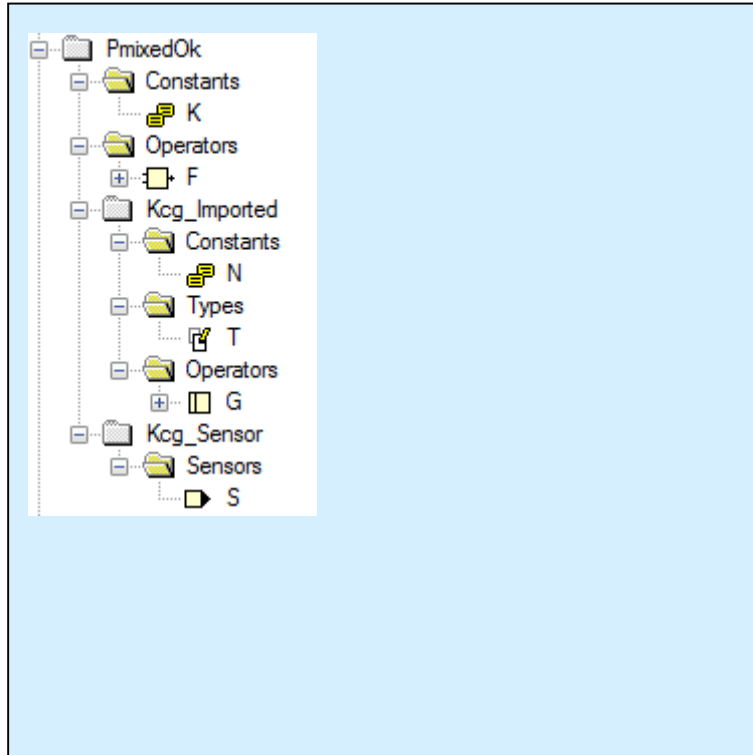 PmixedOk
Constants
K
Operators
F
Kcg_Imported
Constants
N
Types
T
Operators
G
Kcg_Sensor
Sensors
S